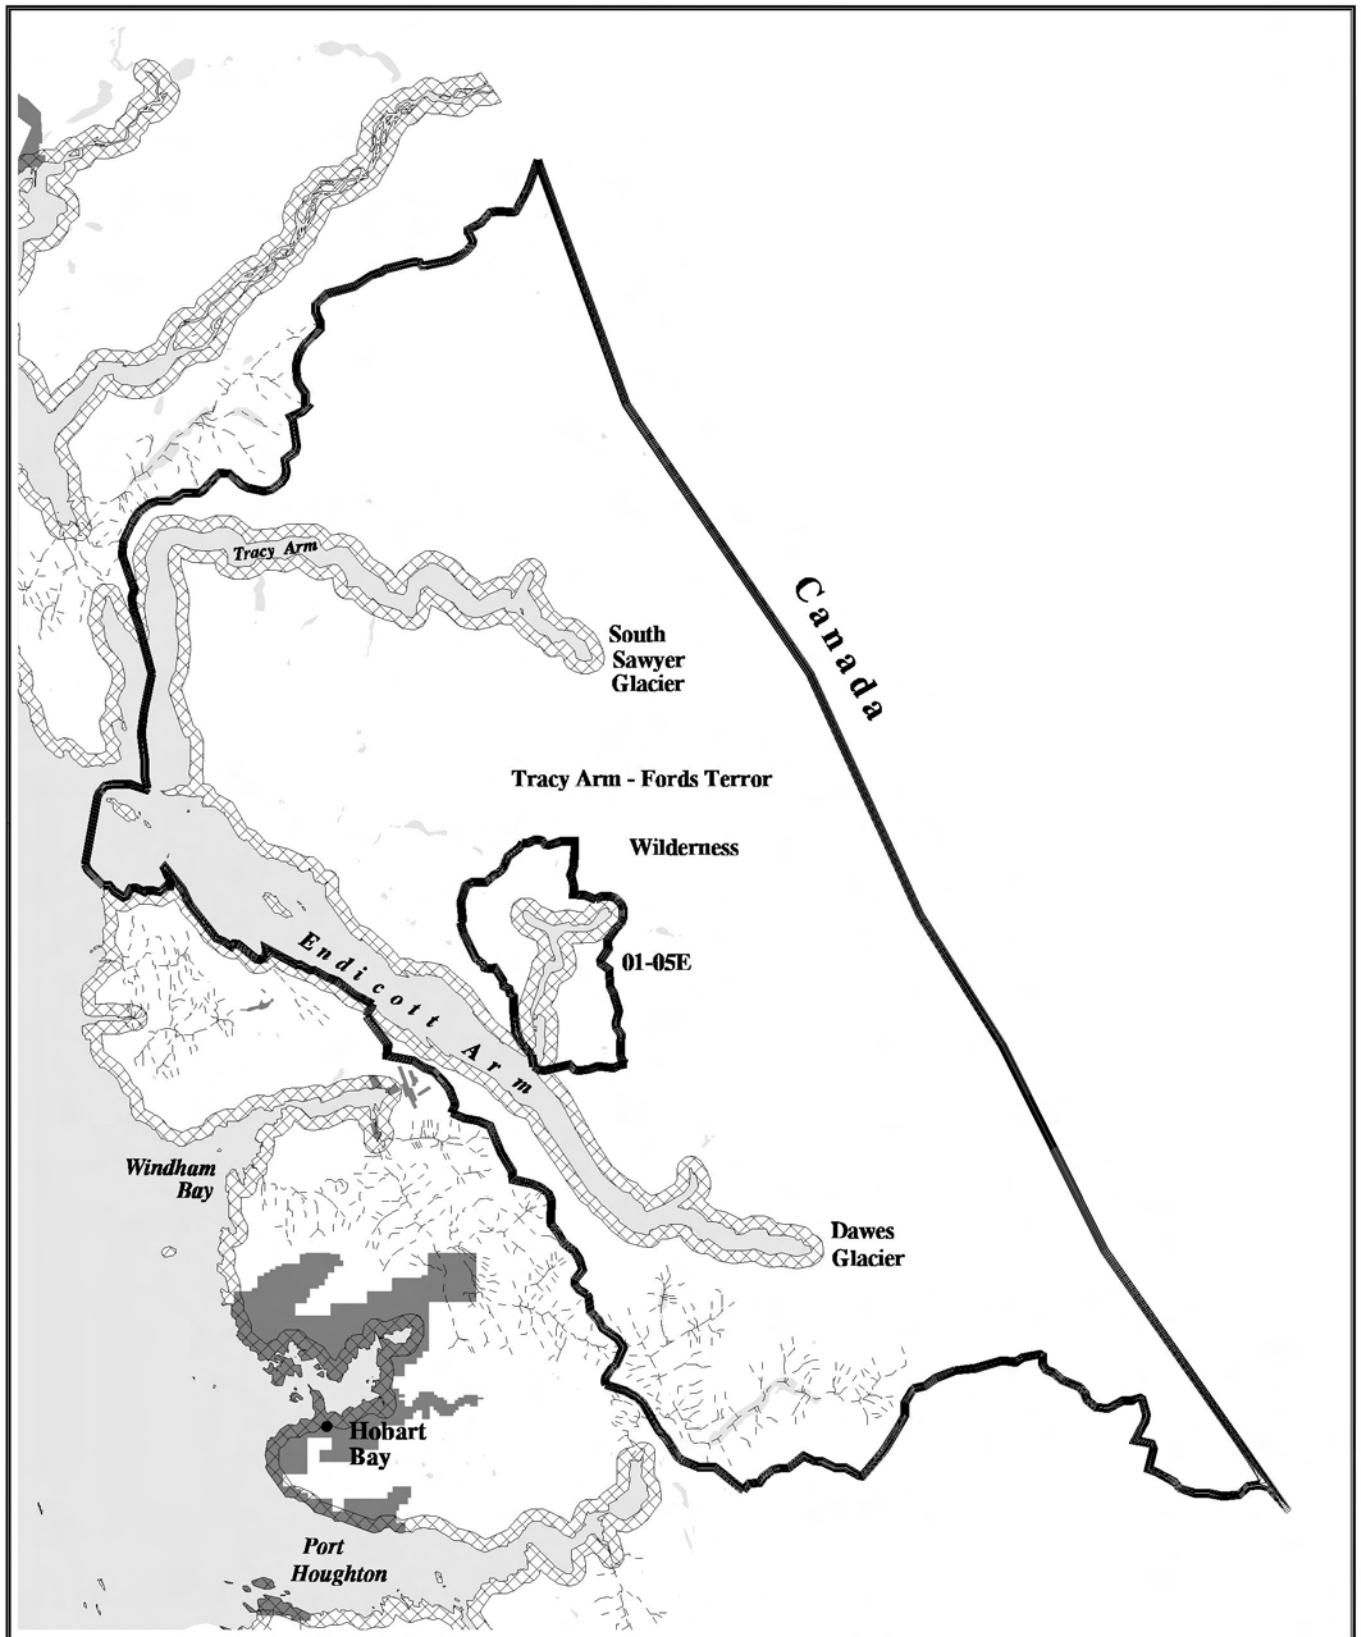 Tracy Arm
Canada
South
Sawyer
Glacier
Tracy Arm - Fords Terror
Wilderness
01-05E
Endicott Arm
Windham
Bay
Dawes
Glacier
Hobart
Bay
Port
Houghton